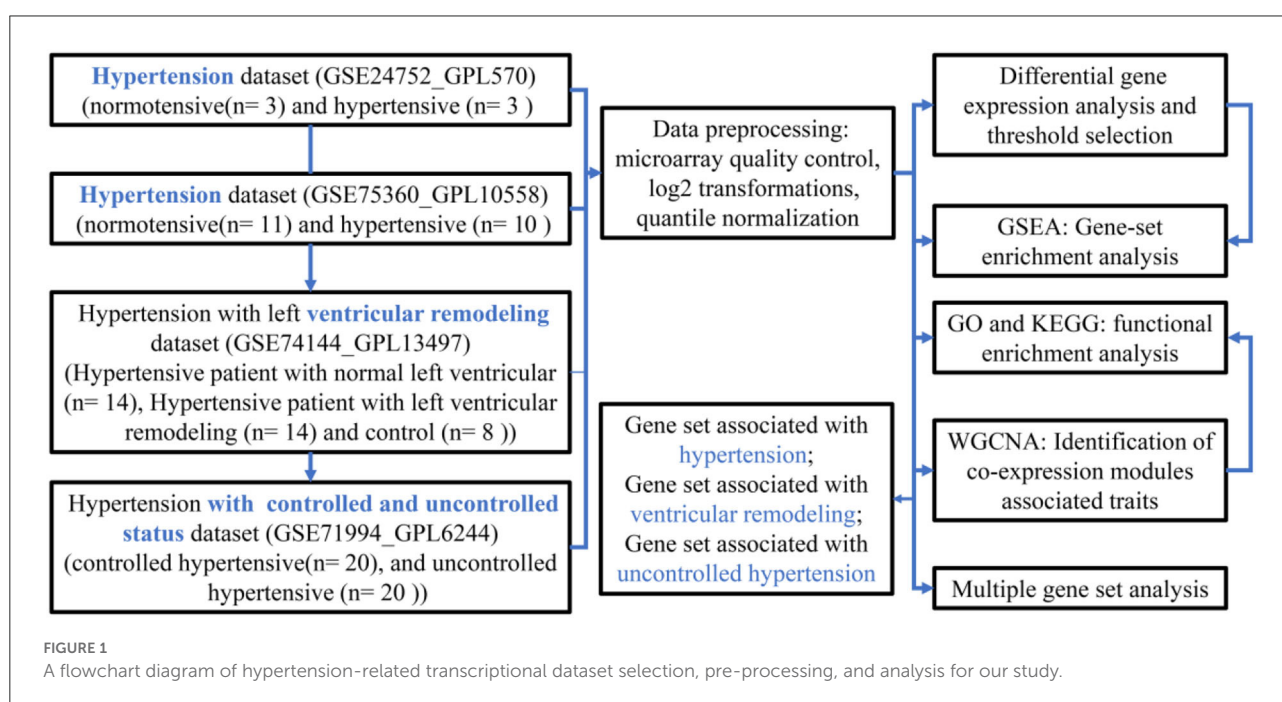 Hypertension dataset (GSE24752_GPL570)
(normotensive(n= 3) and hypertensive (n= 3 )
Hypertension dataset (GSE75360_GPL10558)
(normotensive(n= 11) and hypertensive (n= 10 )
Hypertension with left ventricular remodeling
dataset (GSE74144_GPL13497)
(Hypertensive patient with normal left ventricular
(n= 14), Hypertensive patient with left ventricular
remodeling (n= 14) and control (n= 8 ))
Hypertension with controlled and uncontrolled
status dataset (GSE71994_GPL6244)
(controlled hypertensive(n= 20), and uncontrolled
hypertensive (n= 20 ))
Data preprocessing:
microarray quality control,
log2 transformations,
quantile normalization
Gene set associated with
hypertension;
Gene set associated with
ventricular remodeling;
Gene set associated with
uncontrolled hypertension
Differential gene
expression analysis and
threshold selection
GSEA: Gene-set
enrichment analysis
GO and KEGG: functional
enrichment analysis
WGCNA: Identification of
co-expression modules
associated traits
Multiple gene set analysis
FIGURE 1
A flowchart diagram of hypertension-related transcriptional dataset selection, pre-processing, and analysis for our study.